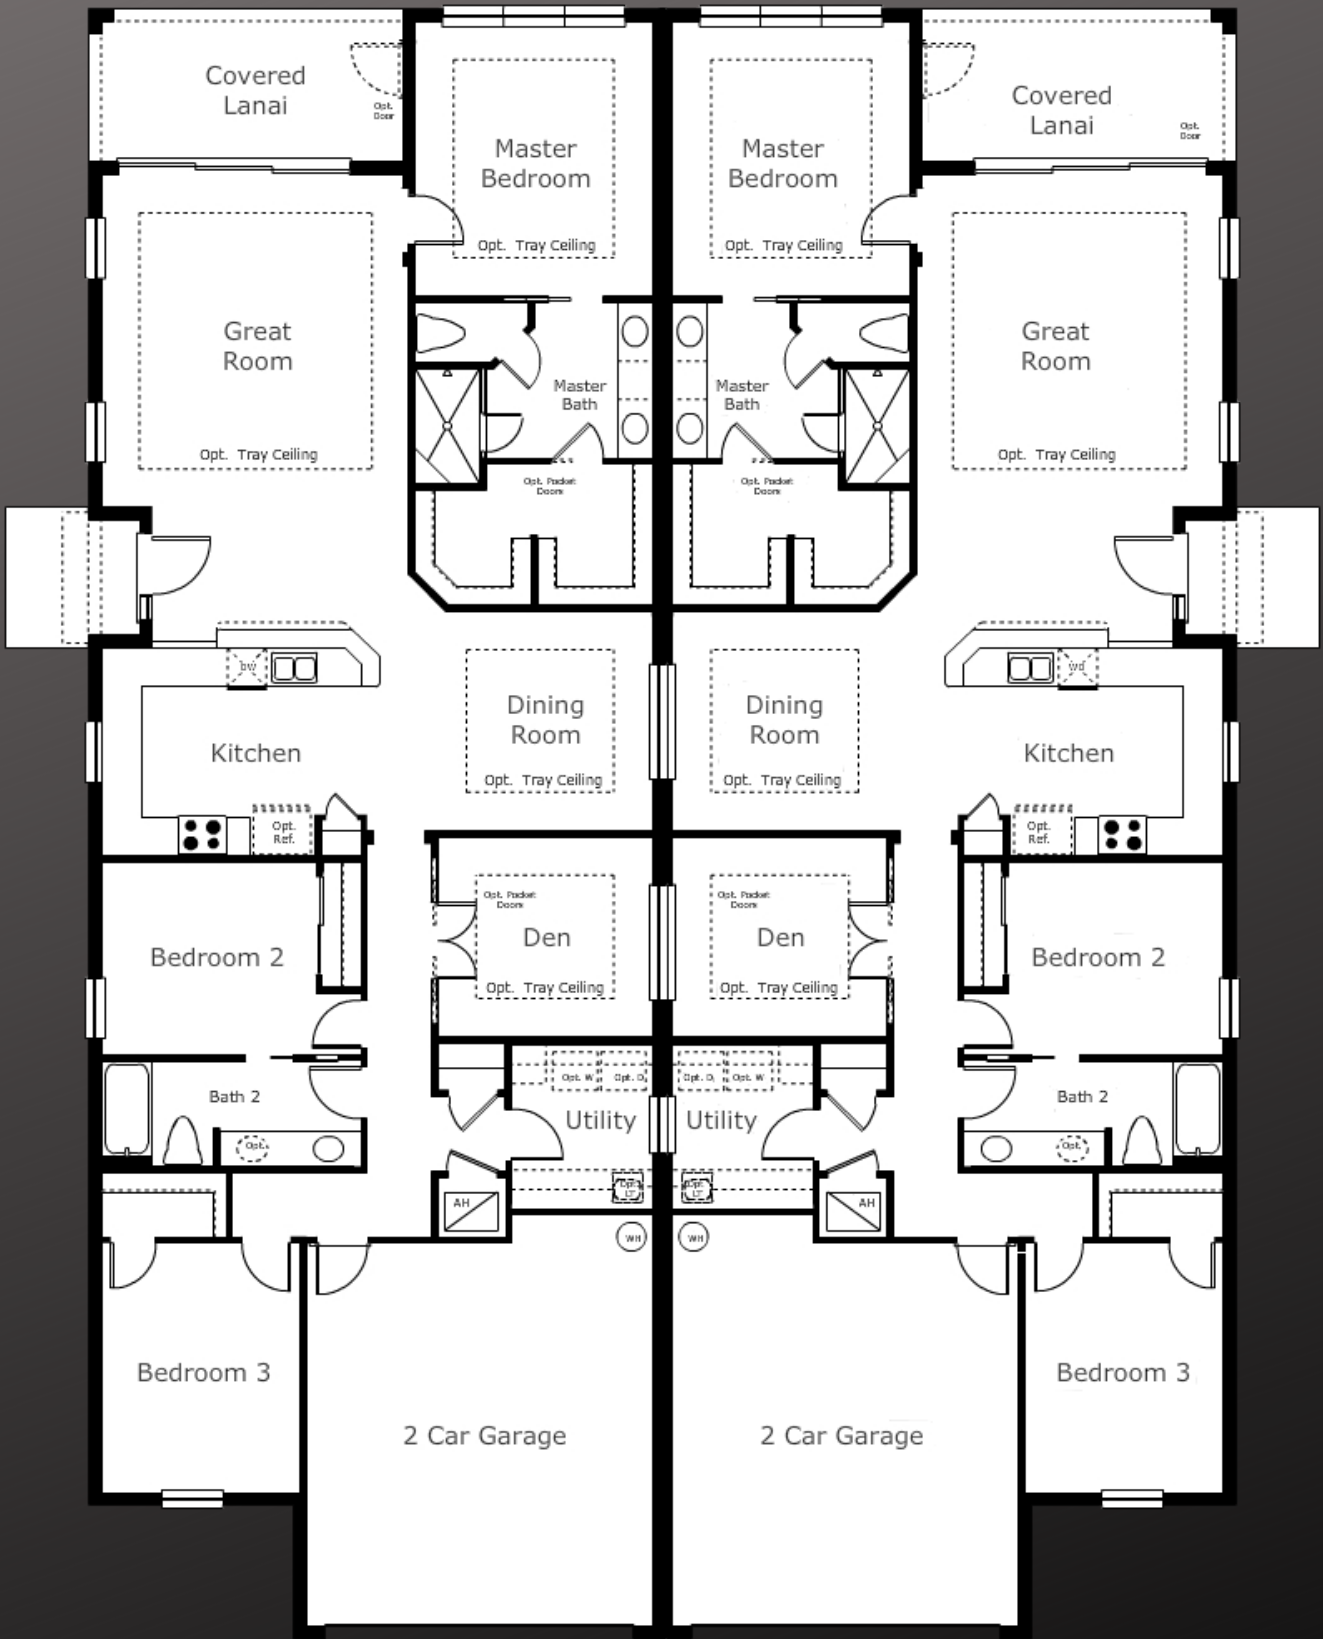 Covered
Lanai
Opt.
Door
Master
Bedroom
Opt. Tray Ceiling
Master
Bedroom
Opt. Tray Ceiling
Covered
Lanai
Opt.
Door
Great
Room
Opt. Tray Ceiling
Master
Bath
Opt. Pocket
Doors
Master
Bath
Opt. Pocket
Doors
Great
Room
Opt. Tray Ceiling
DW
Kitchen
Opt.
Ref.
Dining
Room
Opt. Tray Ceiling
Dining
Room
Opt. Tray Ceiling
Kitchen
Opt.
Ref.
Bedroom 2
Opt. Pocket
Doors
Den
Opt. Tray Ceiling
Opt. Pocket
Doors
Den
Opt. Tray Ceiling
Bedroom 2
Bath 2
Opt.
Opt. W
Opt. D
Utility
Opt.
LT
AH
WH
Opt. D
Opt. W
Utility
Opt.
LT
AH
WH
Bath 2
Opt.
Bedroom 3
2 Car Garage
2 Car Garage
Bedroom 3